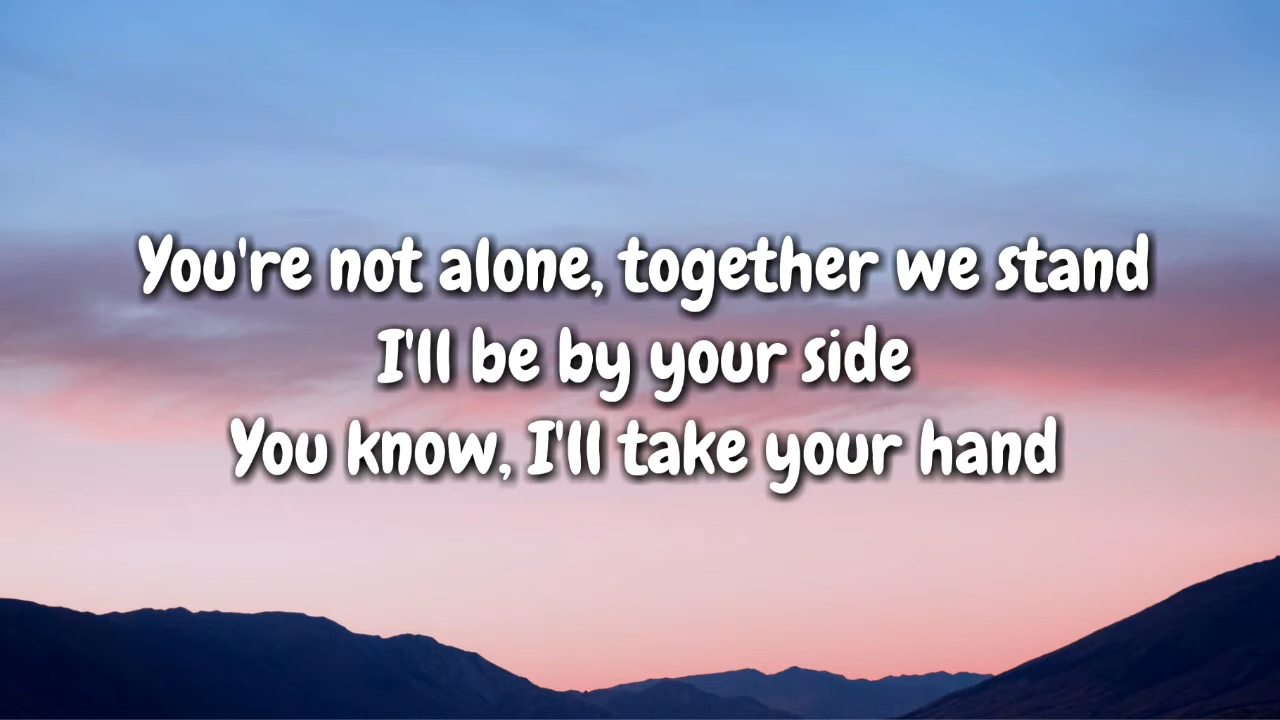 You're not alone, together we stand
I'll be by your side
You know, I'll take your hand